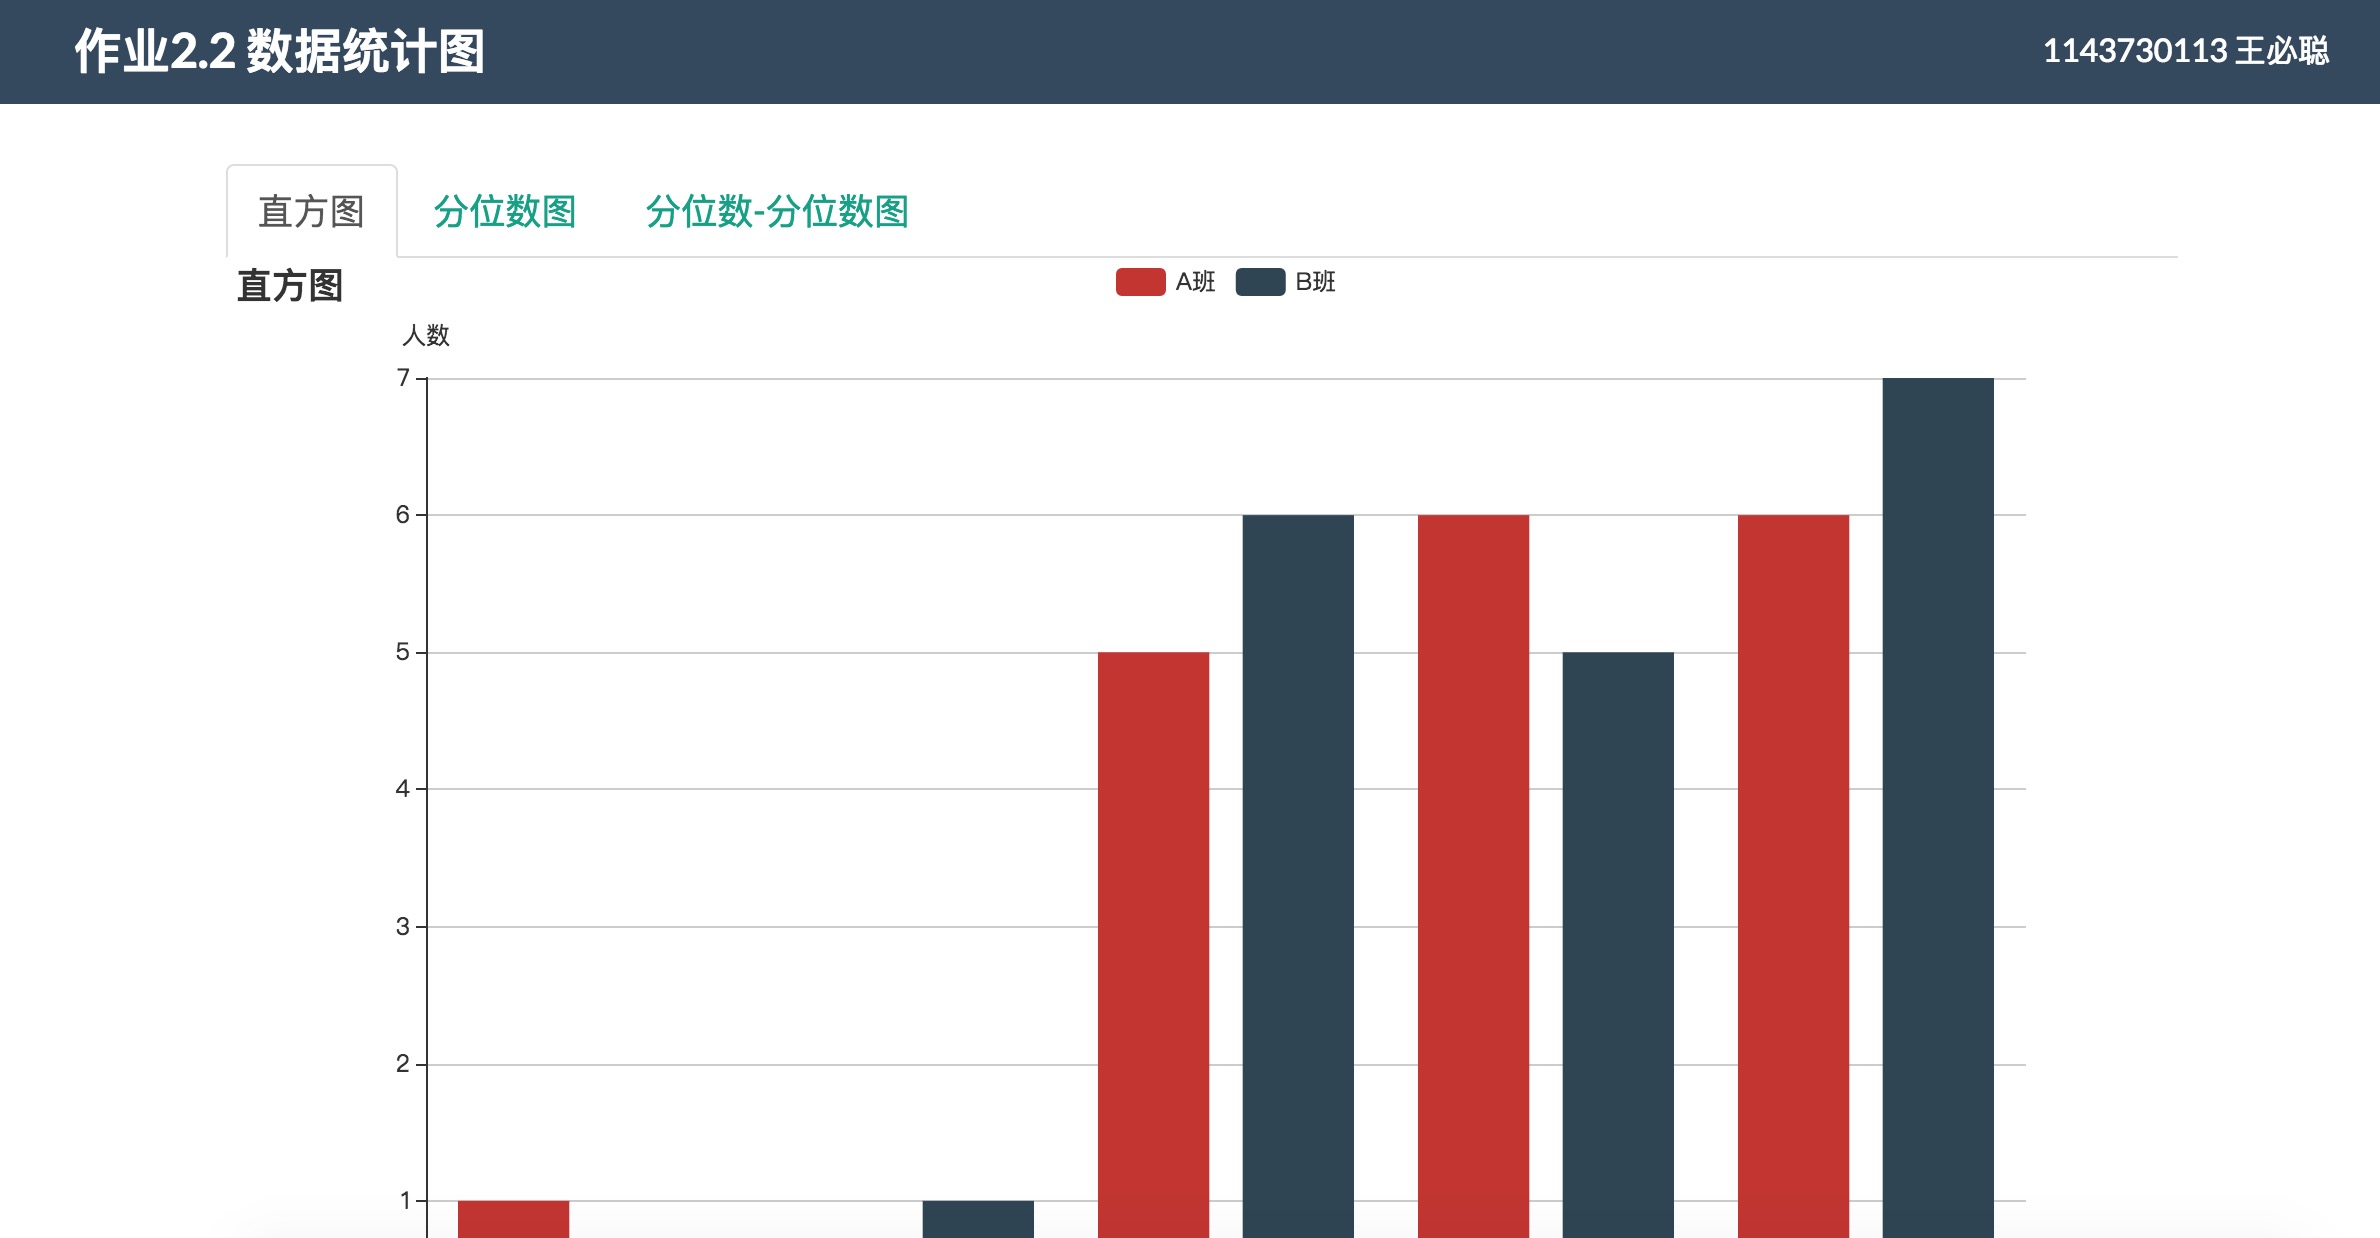 作业2.2 数据统计图
1143730113 王必聪
直方图
分位数图
分位数-分位数图
直方图
A班
B班
人数
7
6
5
4
3
2
1